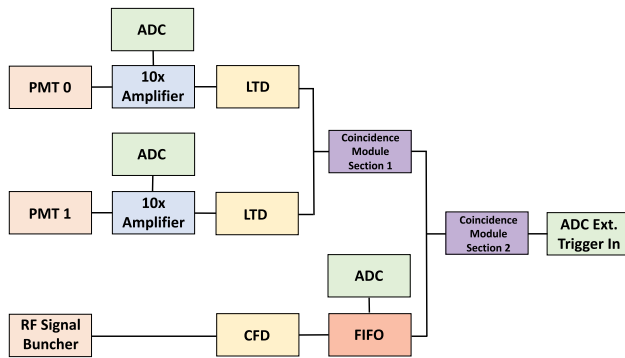 ADC
PMT 0
10x
Amplifier
LTD
Coincidence
Module
Section 1
ADC
PMT 1
10x
Amplifier
LTD
Coincidence
Module
Section 2
ADC Ext.
Trigger In
ADC
RF Signal
Buncher
CFD
FIFO